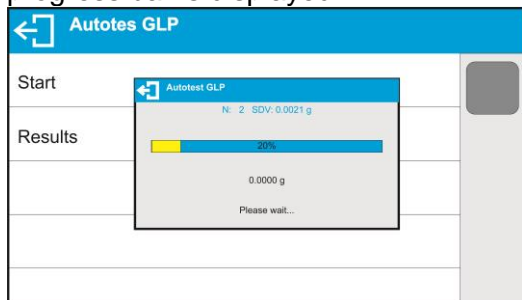 Autotes GLP
Start
Results
Autotest GLP
N: 2 SDV: 0.0021 g
20%
0.0000 g
Please wait...